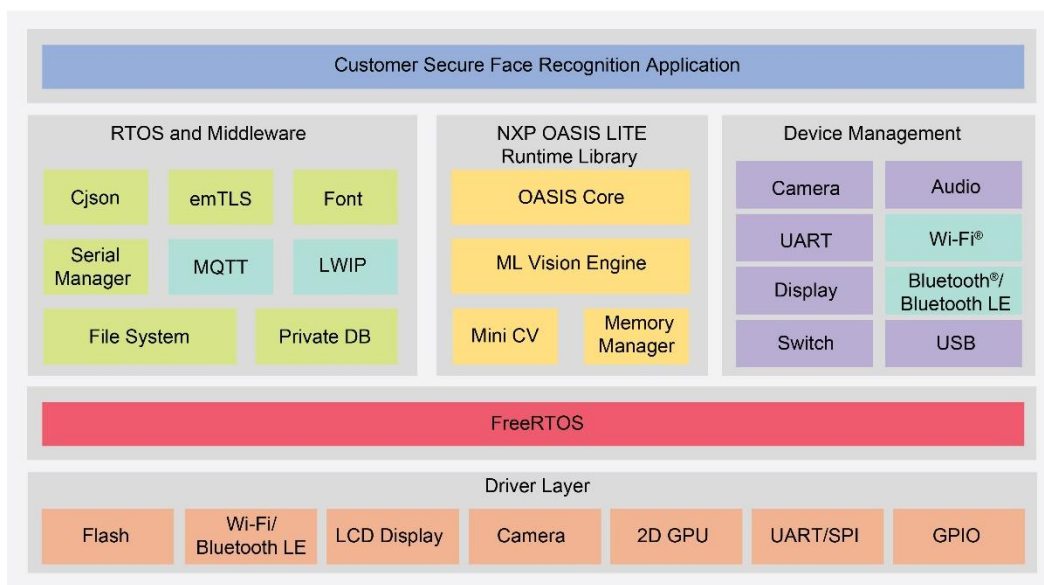 Customer Secure Face Recognition Application
RTOS and Middleware
Cjson
emTLS
Font
Serial
Manager
MQTT
LWIP
File System
Private DB
NXP OASIS LITE
Runtime Library
OASIS Core
ML Vision Engine
Mini CV
Memory
Manager
Device Management
Camera
Audio
UART
Wi-Fi®
Display
Bluetooth®/
Bluetooth LE
Switch
USB
FreeRTOS
Driver Layer
Flash
Wi-Fi/
Bluetooth LE
LCD Display
Camera
2D GPU
UART/SPI
GPIO